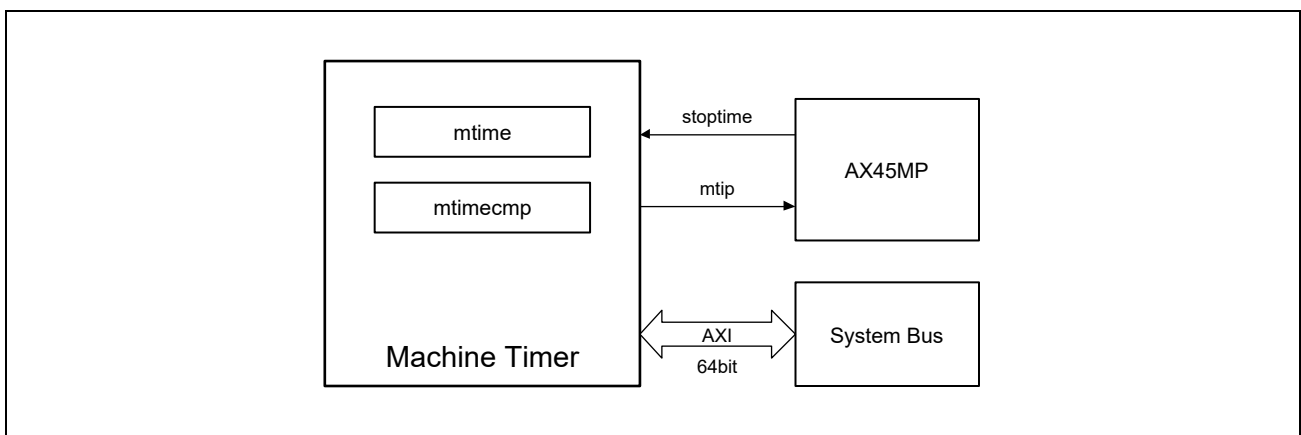 mtime
mtimecmp
Machine Timer
stoptime
mtip
AXI
64bit
AX45MP
System Bus